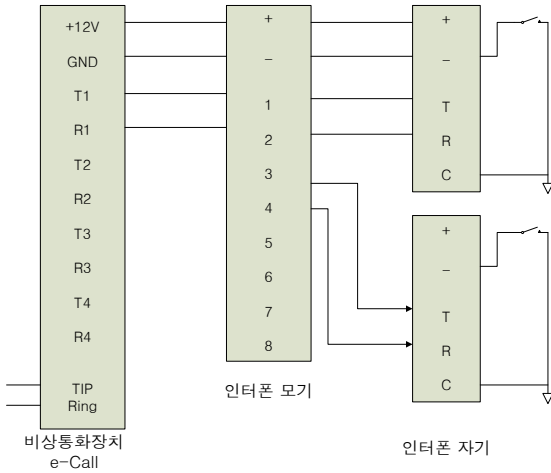 +12V
GND
T1
R1
T2
R2
T3
R3
T4
R4
TIP
Ring
비상통화장치
e-Call
+
−
1
2
3
4
5
6
7
8
인터폰 모기
+
−
T
R
C
+
−
T
R
C
인터폰 자기